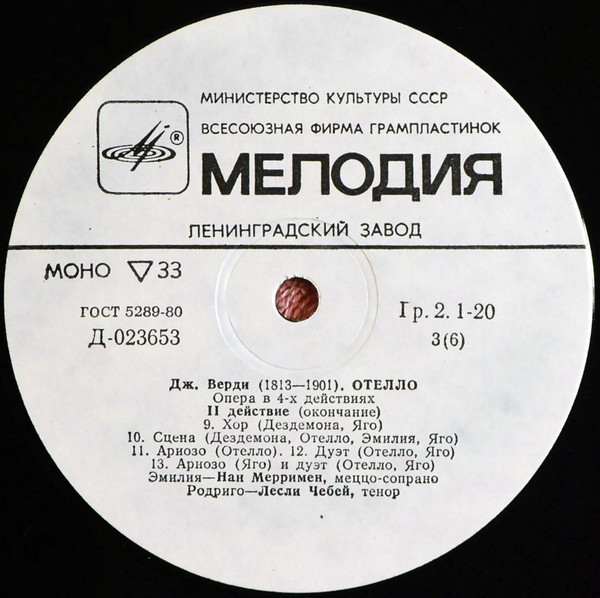 МИНИСТЕРСТВО КУЛЬТУРЫ СССР
ВСЕСОЮЗНАЯ ФИРМА ГРАМПЛАСТИНОК
®
МЕЛОДИЯ
ЛЕНИНГРАДСКИЙ ЗАВОД
МОНО ▽ 33
ГОСТ 5289-80
Гр. 2. 1-20
Д-023653
3(6)
Дж. Верди (1813—1901). ОТЕЛЛО
Опера в 4-х действиях
II действие (окончание)
9. Хор (Дездемона, Яго)
10. Сцена (Дездемона, Отелло, Эмилия, Яго)
11. Ариозо (Отелло). 12. Дуэт (Отелло, Яго)
13. Ариозо (Яго) и дуэт (Отелло, Яго)
Эмилия—Нан Мерримен, меццо-сопрано
Родриго—Лесли Чебей, тенор